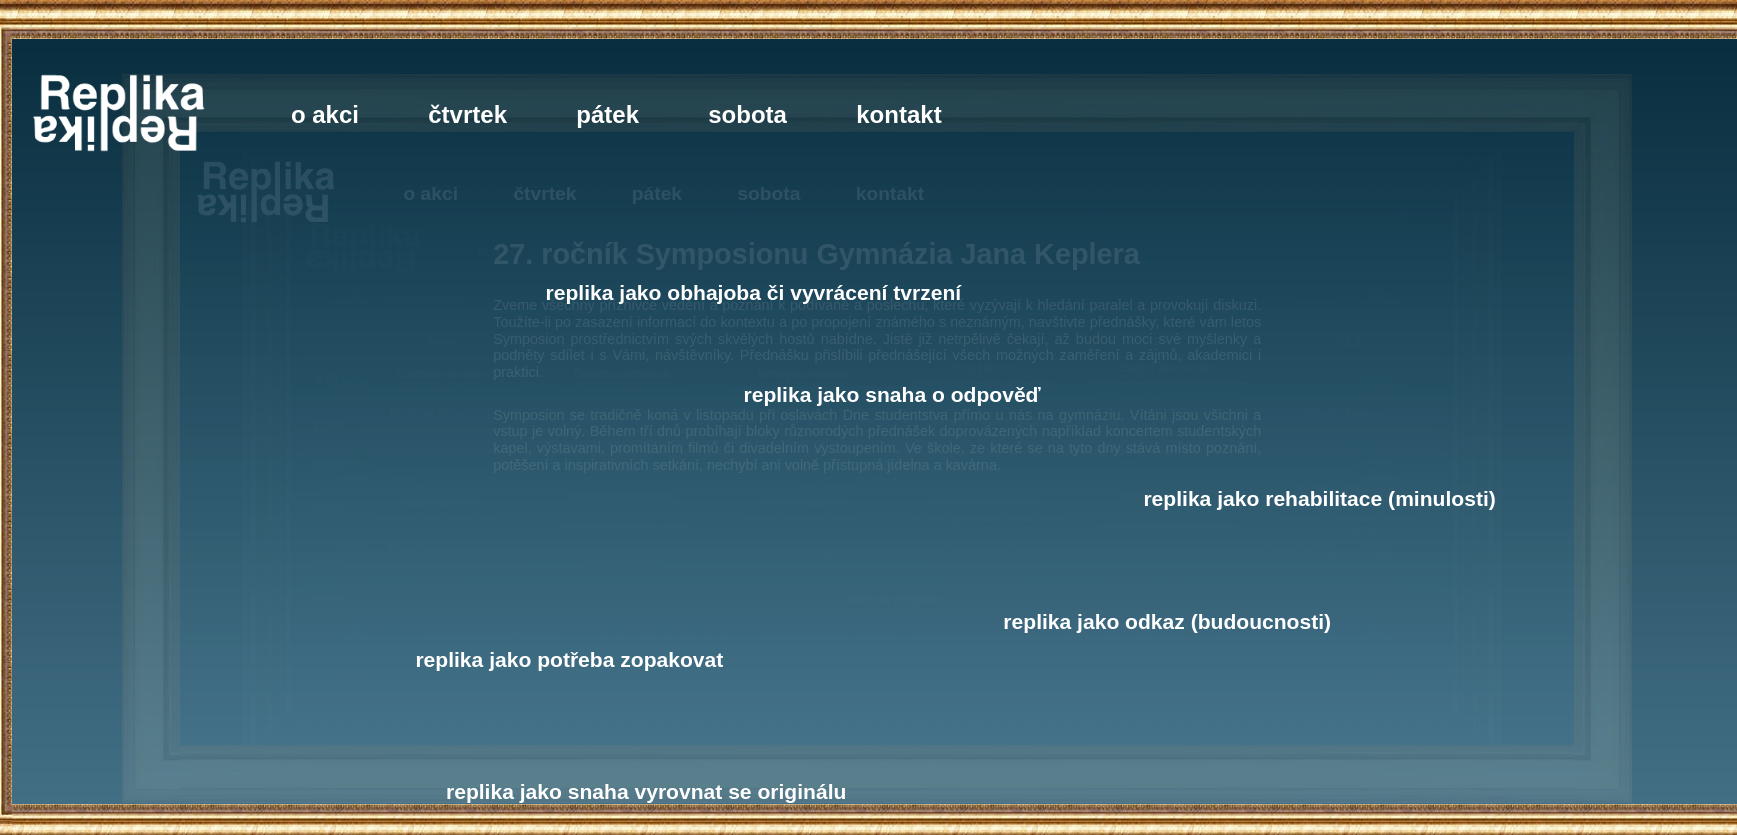 Replika
Replika
o akci čtvrtek pátek sobota kontakt
Replika
Replika
o akci čtvrtek pátek sobota kontakt
27. ročník Symposionu Gymnázia Jana Keplera
replika jako obhajoba či vyvrácení tvrzení
Zveme všechny příznivce vědění a poznání k podívané a poslechu, které vyzývají k hledání paralel a provokují diskuzi.
Toužíte-li po zasazení informací do kontextu a po propojení známého s neznámým, navštivte přednášky, které vám letos
Symposion prostřednictvím svých skvělých hostů nabídne. Jistě již netrpělivě čekají, až budou moci své myšlenky a
podněty sdílet i s Vámi, návštěvníky. Přednášku přislíbili přednášející všech možných zaměření a zájmů, akademici i
praktici.
replika jako snaha o odpověď
Symposion se tradičně koná v listopadu při oslavách Dne studentstva přímo u nás na gymnáziu. Vítáni jsou všichni a
vstup je volný. Během tří dnů probíhají bloky různorodých přednášek doprovázených například koncertem studentských
kapel, výstavami, promítáním filmů či divadelním vystoupením. Ve škole, ze které se na tyto dny stává místo poznání,
potěšení a inspirativních setkání, nechybí ani volně přístupná jídelna a kavárna.
replika jako rehabilitace (minulosti)
replika jako odkaz (budoucnosti)
replika jako potřeba zopakovat
replika jako snaha vyrovnat se originálu